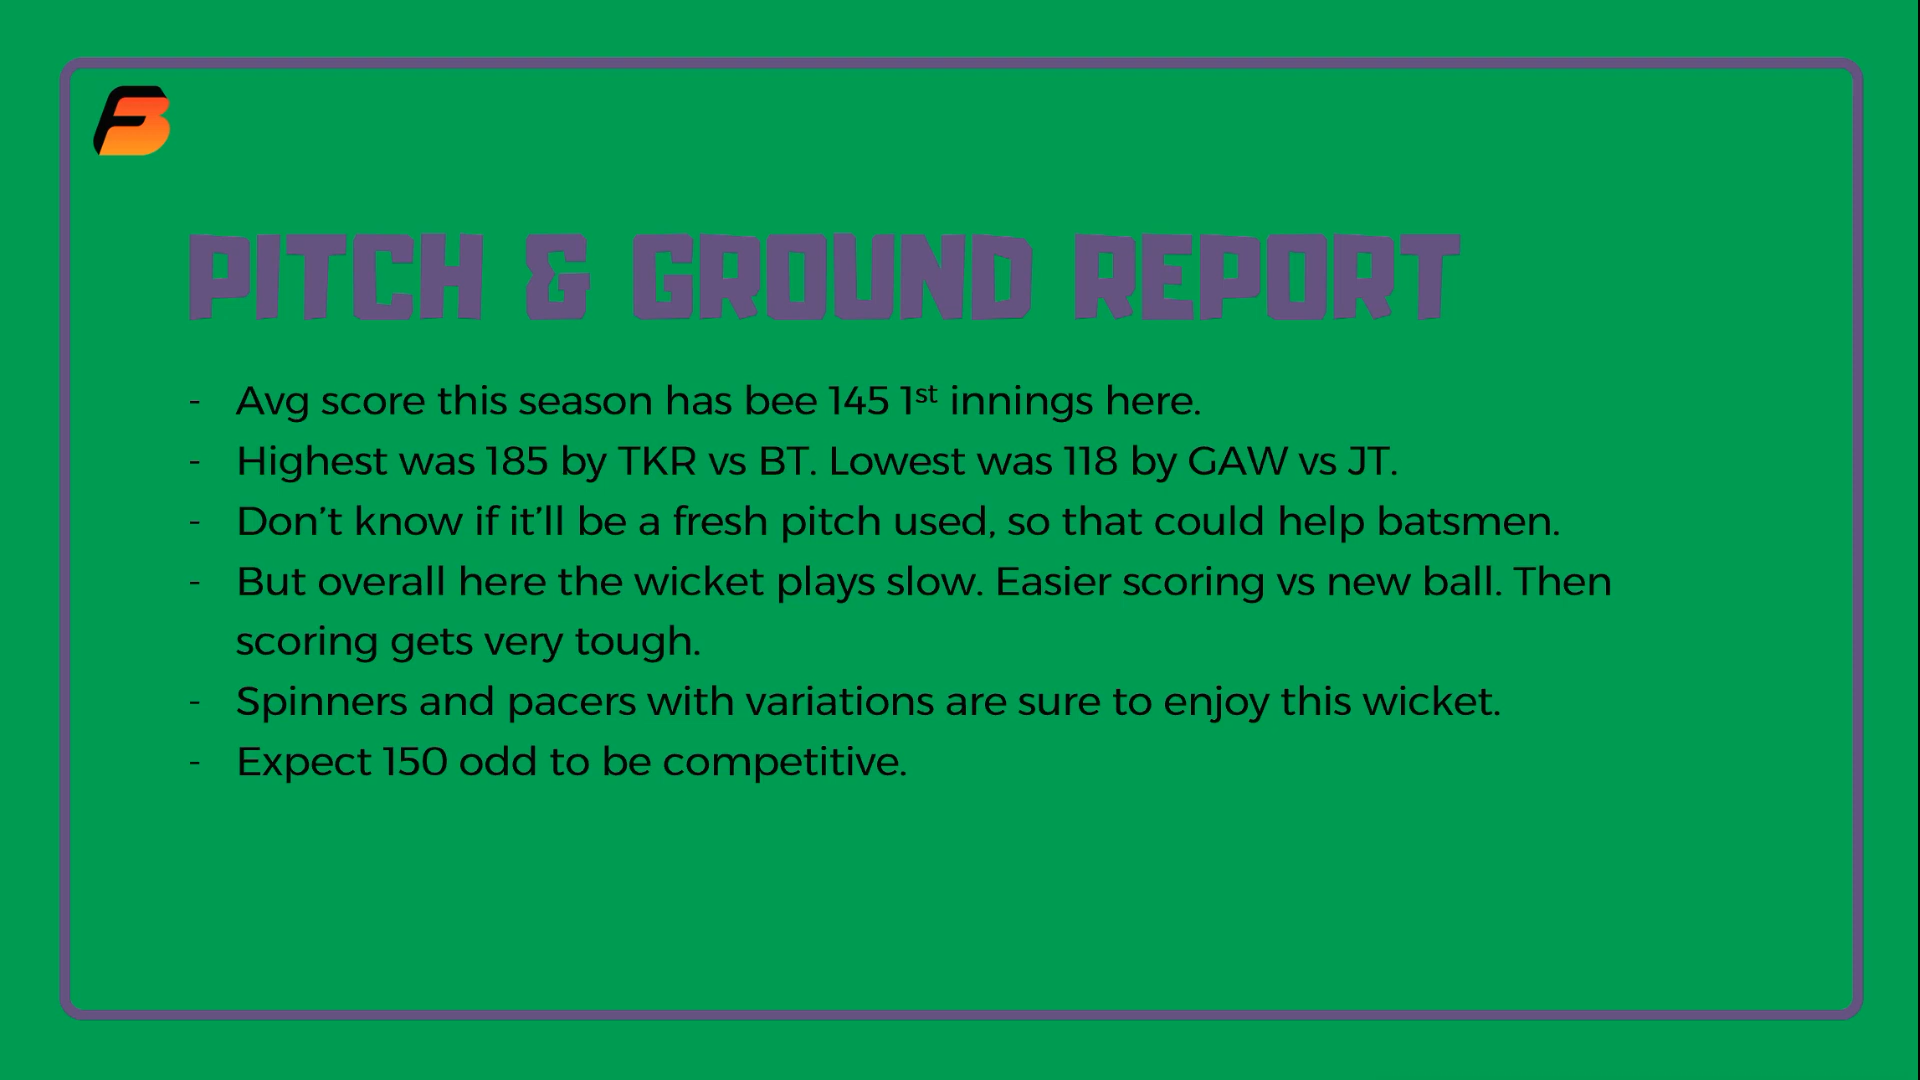 PITCH & GROUND REPORT
- Avg score this season has bee 145 1st innings here.
- Highest was 185 by TKR vs BT. Lowest was 118 by GAW vs JT.
- Don’t know if it’ll be a fresh pitch used, so that could help batsmen.
- But overall here the wicket plays slow. Easier scoring vs new ball. Then
scoring gets very tough.
- Spinners and pacers with variations are sure to enjoy this wicket.
- Expect 150 odd to be competitive.